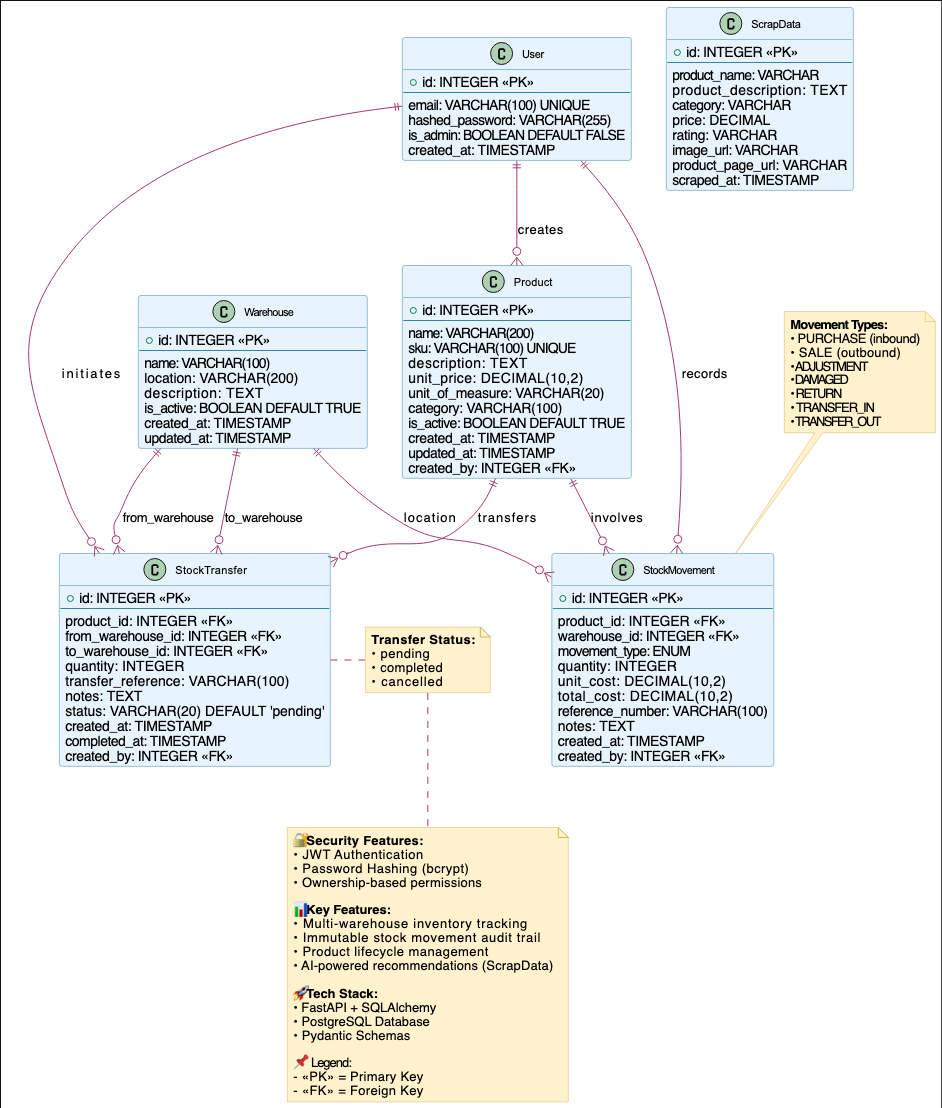 C User
id: INTEGER «PK»
email: VARCHAR(100) UNIQUE
hashed_password: VARCHAR(255)
is_admin: BOOLEAN DEFAULT FALSE
created_at: TIMESTAMP
C ScrapData
id: INTEGER «PK»
product_name: VARCHAR
product_description: TEXT
category: VARCHAR
price: DECIMAL
rating: VARCHAR
image_url: VARCHAR
product_page_url: VARCHAR
scraped_at: TIMESTAMP
creates
C Warehouse
id: INTEGER «PK»
name: VARCHAR(100)
location: VARCHAR(200)
description: TEXT
is_active: BOOLEAN DEFAULT TRUE
created_at: TIMESTAMP
updated_at: TIMESTAMP
C Product
id: INTEGER «PK»
name: VARCHAR(200)
sku: VARCHAR(100) UNIQUE
description: TEXT
unit_price: DECIMAL(10,2)
unit_of_measure: VARCHAR(20)
category: VARCHAR(100)
is_active: BOOLEAN DEFAULT TRUE
created_at: TIMESTAMP
updated_at: TIMESTAMP
created_by: INTEGER «FK»
Movement Types:
• PURCHASE (inbound)
• SALE (outbound)
•ADJUSTMENT
•DAMAGED
•RETURN
•TRANSFER_IN
•TRANSFER_OUT
initiates
records
from_warehouse
to_warehouse
location
transfers
involves
C StockTransfer
id: INTEGER «PK»
product_id: INTEGER «FK»
from_warehouse_id: INTEGER «FK»
to_warehouse_id: INTEGER «FK»
quantity: INTEGER
transfer_reference: VARCHAR(100)
notes: TEXT
status: VARCHAR(20) DEFAULT 'pending'
created_at: TIMESTAMP
completed_at: TIMESTAMP
created_by: INTEGER «FK»
Transfer Status:
• pending
• completed
• cancelled
C StockMovement
id: INTEGER «PK»
product_id: INTEGER «FK»
warehouse_id: INTEGER «FK»
movement_type: ENUM
quantity: INTEGER
unit_cost: DECIMAL(10,2)
total_cost: DECIMAL(10,2)
reference_number: VARCHAR(100)
notes: TEXT
created_at: TIMESTAMP
created_by: INTEGER «FK»
🔐Security Features:
• JWT Authentication
• Password Hashing (bcrypt)
• Ownership-based permissions
📊Key Features:
• Multi-warehouse inventory tracking
• Immutable stock movement audit trail
• Product lifecycle management
• AI-powered recommendations (ScrapData)
🚀Tech Stack:
• FastAPI + SQLAlchemy
• PostgreSQL Database
• Pydantic Schemas
📌 Legend:
- «PK» = Primary Key
- «FK» = Foreign Key